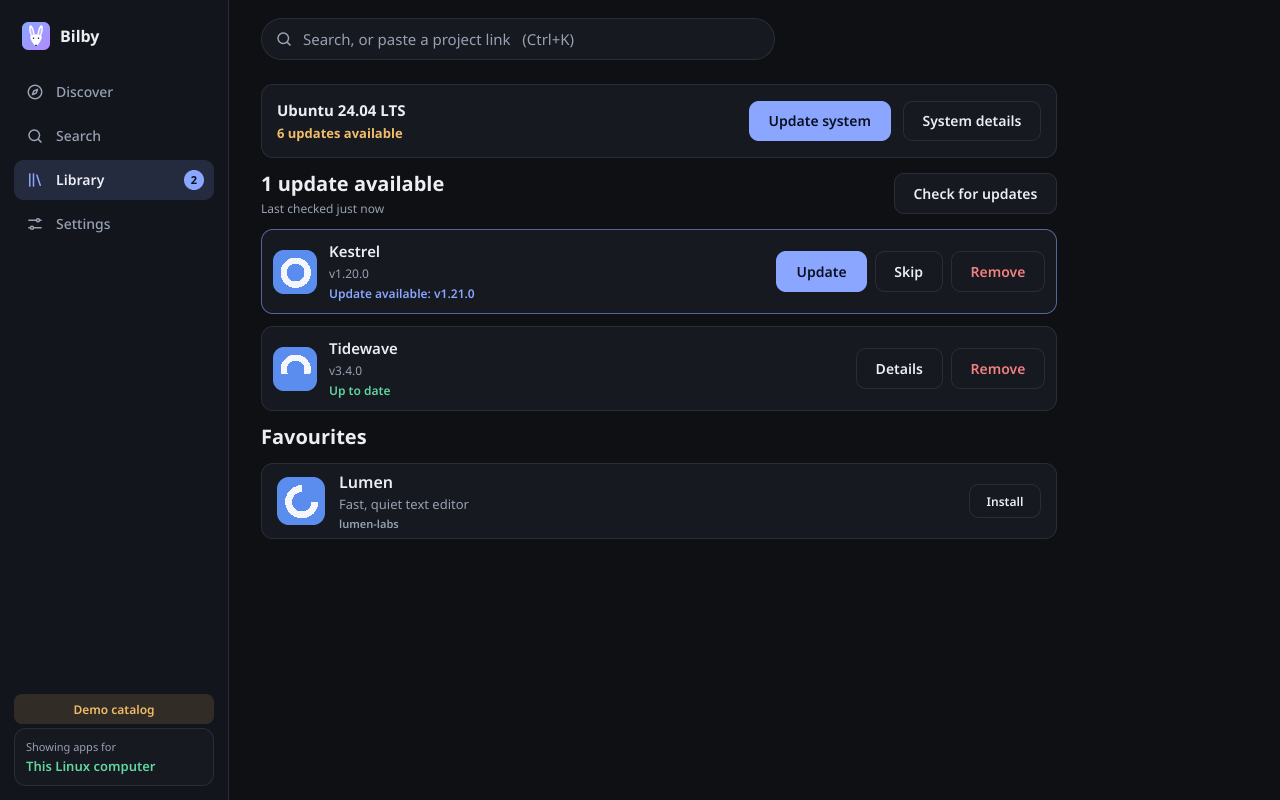 Bilby
Discover
Search
Library 2
Settings
Demo catalog
Showing apps for
This Linux computer
Search, or paste a project link (Ctrl+K)
Ubuntu 24.04 LTS
6 updates available
Update system
System details
1 update available
Last checked just now
Check for updates
Kestrel
v1.20.0
Update available: v1.21.0
Update
Skip
Remove
Tidewave
v3.4.0
Up to date
Details
Remove
Favourites
Lumen
Fast, quiet text editor
lumen-labs
Install